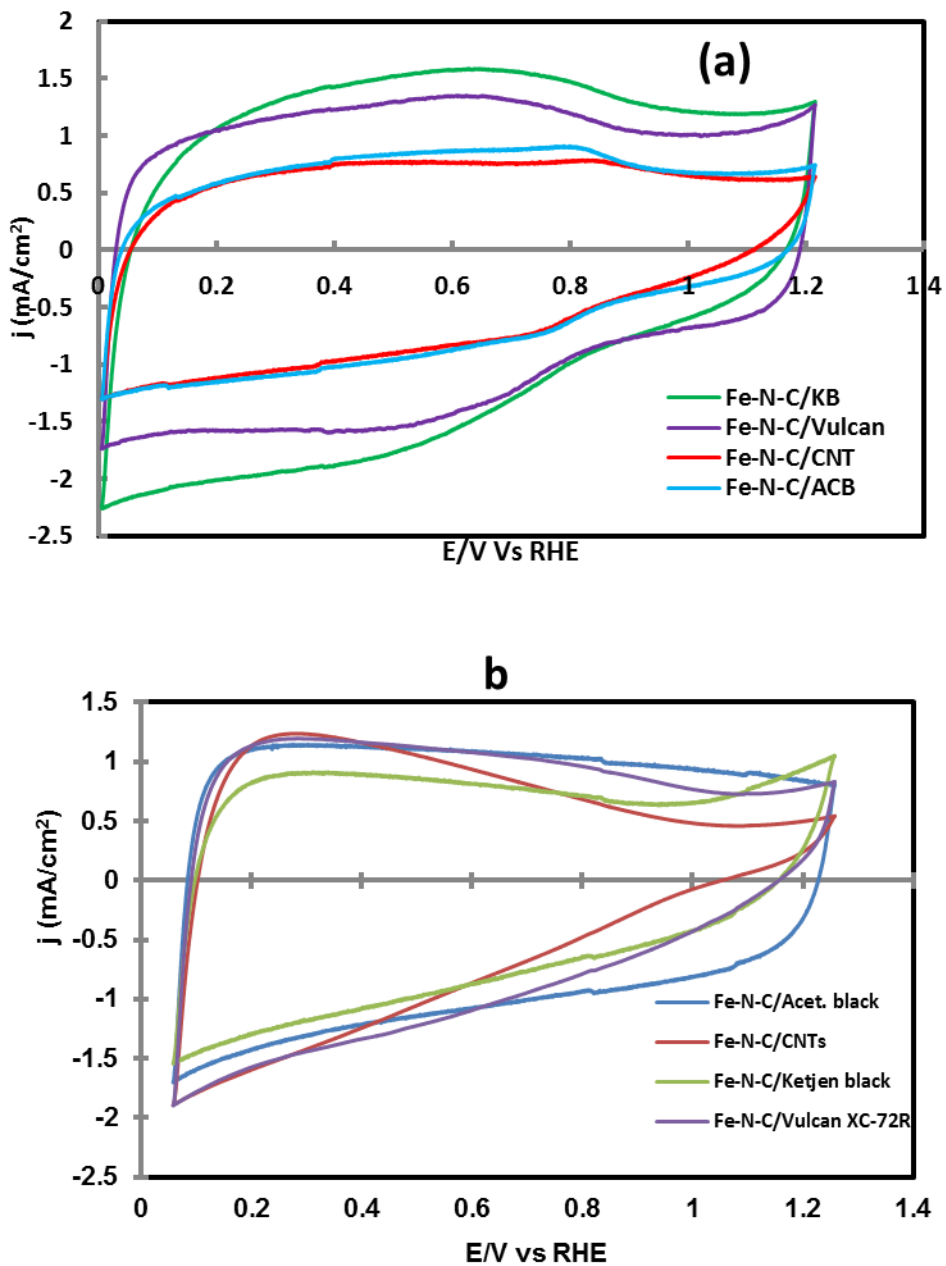 (a)
2
1.5
1
0.5
0
-0.5
-1
-1.5
-2
-2.5
j (mA/cm²)
0 0.2 0.4 0.6 0.8 1 1.2 1.4
Fe-N-C/KB
Fe-N-C/Vulcan
Fe-N-C/CNT
Fe-N-C/ACB
E/V Vs RHE
b
1.5
1
0.5
0
-0.5
-1
-1.5
-2
-2.5
j (mA/cm²)
Fe-N-C/Acet. black
Fe-N-C/CNTs
Fe-N-C/Ketjen black
Fe-N-C/Vulcan XC-72R
0 0.2 0.4 0.6 0.8 1 1.2 1.4
E/V vs RHE